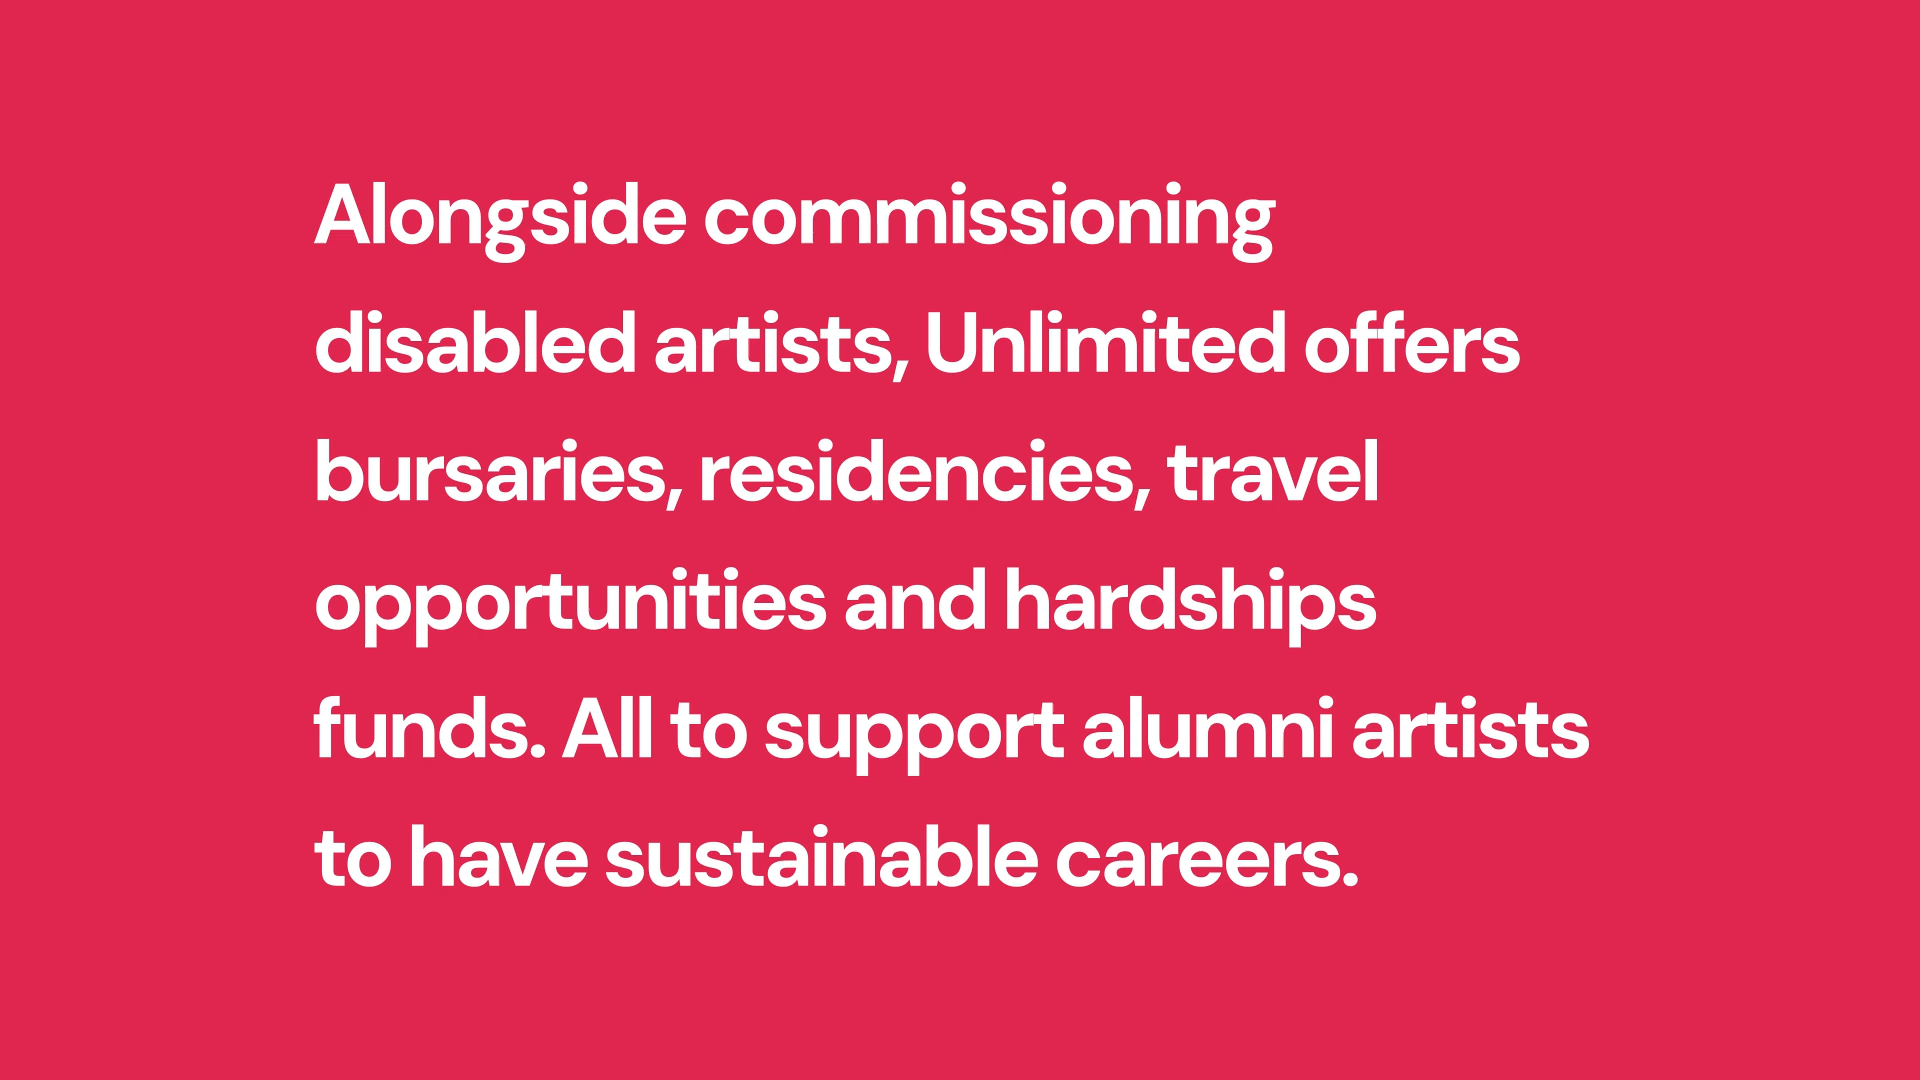 Alongside commissioning
disabled artists, Unlimited offers
bursaries, residencies, travel
opportunities and hardships
funds. All to support alumni artists
to have sustainable careers.